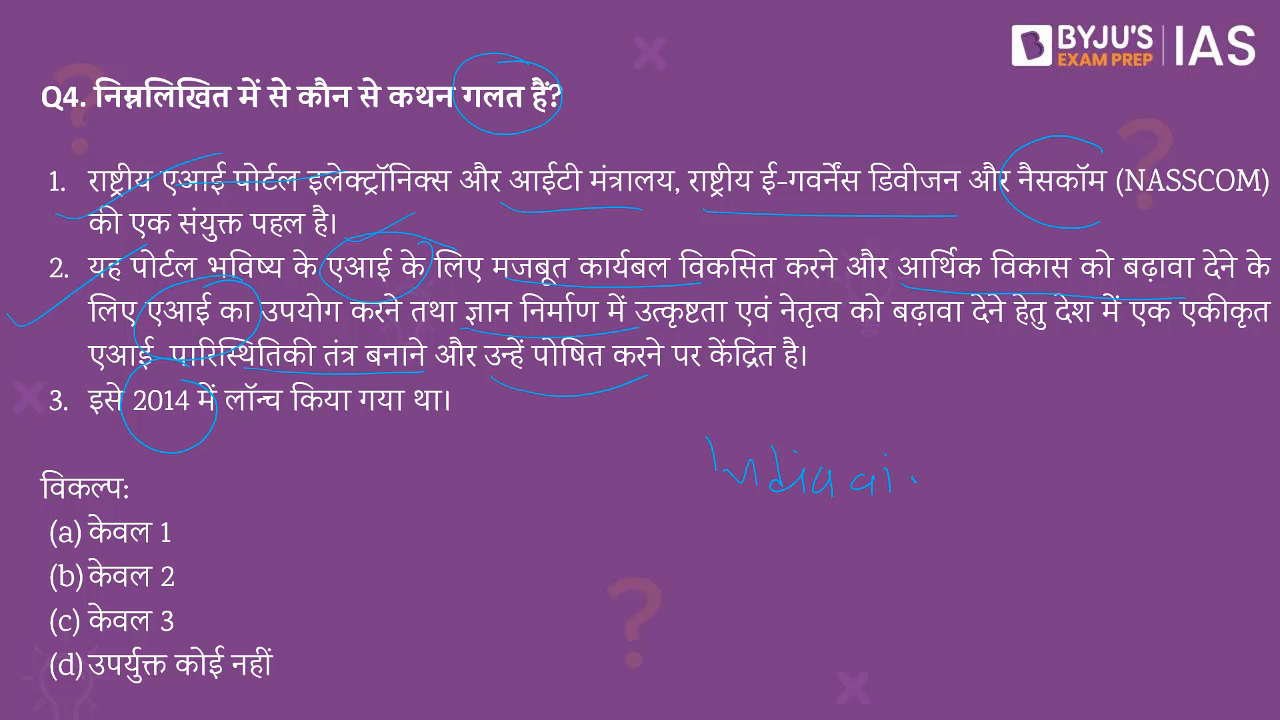 BYJU'S
EXAM PREP
IAS
Q4. निम्नलिखित में से कौन से कथन गलत हैं?
1. राष्ट्रीय एआई पोर्टल इलेक्ट्रॉनिक्स और आईटी मंत्रालय, राष्ट्रीय ई-गवर्नेंस डिवीजन और नैसकॉम (NASSCOM)
की एक संयुक्त पहल है।
2. यह पोर्टल भविष्य के एआई के लिए मजबूत कार्यबल विकसित करने और आर्थिक विकास को बढ़ावा देने के
लिए एआई का उपयोग करने तथा ज्ञान निर्माण में उत्कृष्टता एवं नेतृत्व को बढ़ावा देने हेतु देश में एक एकीकृत
एआई पारिस्थितिकी तंत्र बनाने और उन्हें पोषित करने पर केंद्रित है।
3. इसे 2014 में लॉन्च किया गया था।
India ai.
विकल्प:
(a) केवल 1
(b) केवल 2
(c) केवल 3
(d) उपर्युक्त कोई नहीं